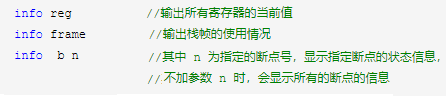 info reg //输出所有寄存器的当前值
info frame //输出栈帧的使用情况
info b n //其中 n 为指定的断点号，显示指定断点的状态信息，
//不加参数 n 时，会显示所有的断点的信息